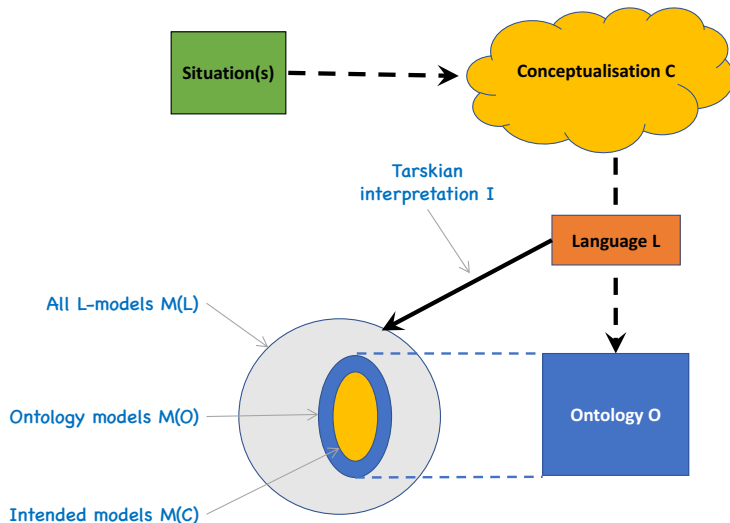 Situation(s)
Conceptualisation C
Tarskian
interpretation I
Language L
All L-models M(L)
Ontology models M(O)
Ontology O
Intended models M(C)